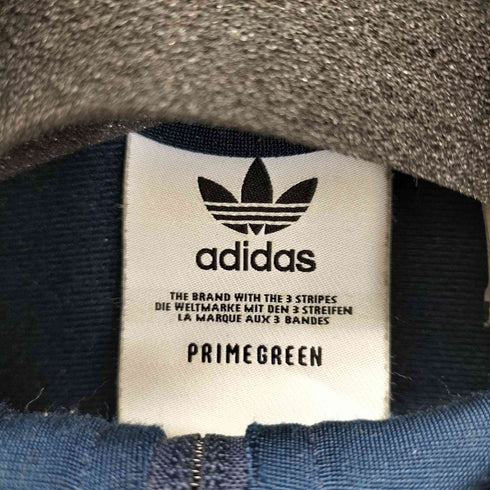 adidas
THE BRAND WITH THE 3 STRIPES
DIE WELTMARKE MIT DEN 3 STREIFEN
LA MARQUE AUX 3 BANDES
PRIMEGREEN